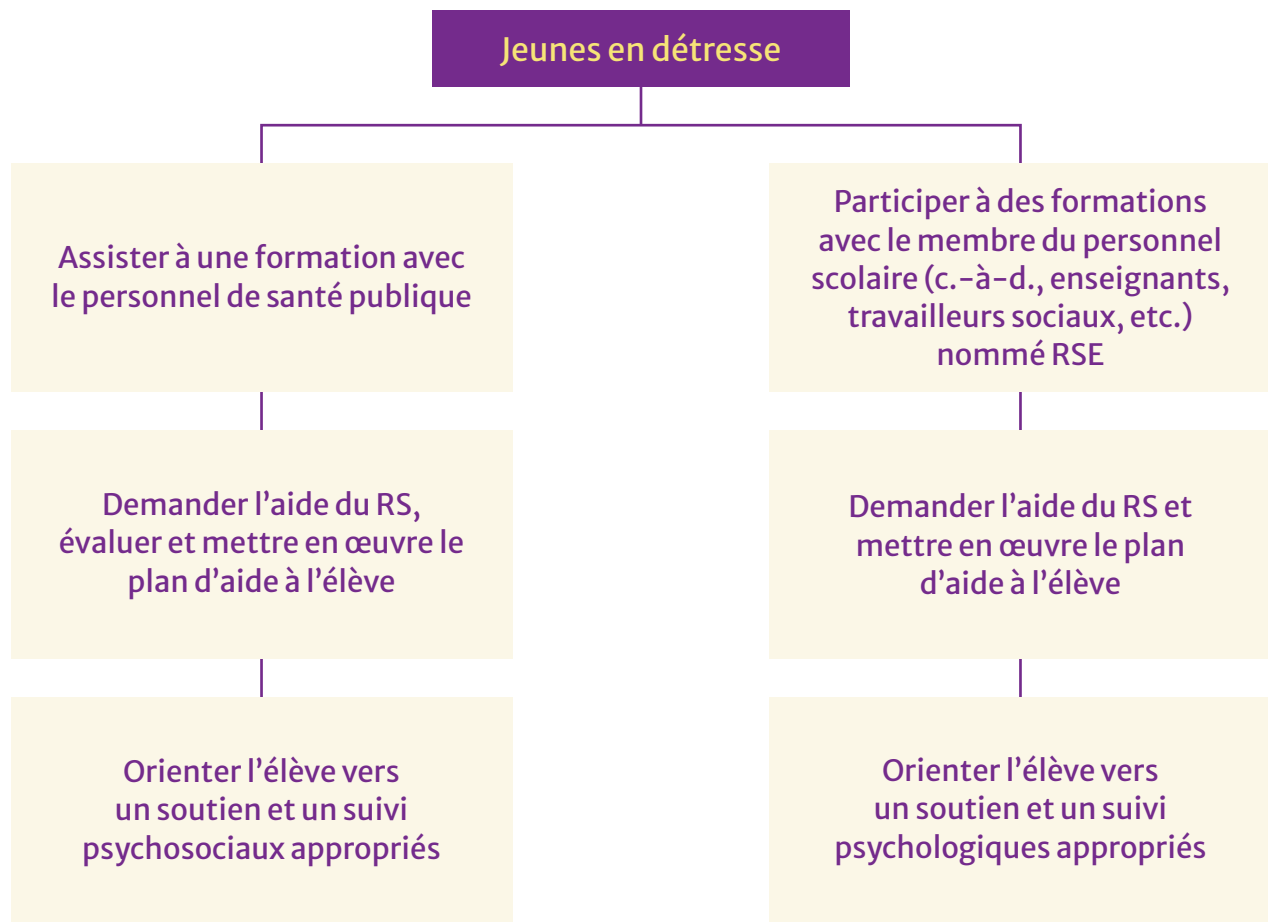 Jeunes en détresse
Assister à une formation avec
le personnel de santé publique
Participer à des formations
avec le membre du personnel
scolaire (c.-à-d., enseignants,
travailleurs sociaux, etc.)
nommé RSE
Demander l’aide du RS,
évaluer et mettre en œuvre le
plan d’aide à l’élève
Demander l’aide du RS et
mettre en œuvre le plan
d’aide à l’élève
Orienter l’élève vers
un soutien et un suivi
psychosociaux appropriés
Orienter l’élève vers
un soutien et un suivi
psychologiques appropriés